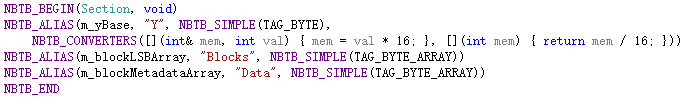 NBTB_BEGIN(Section, void)
NBTB_ALIAS(m_yBase, "Y", NBTB_SIMPLE(TAG_BYTE),
    NBTB_CONVERTERS([](int& mem, int val) { mem = val * 16; }, [](int mem) { return mem / 16; }))
NBTB_ALIAS(m_blockLSBArray, "Blocks", NBTB_SIMPLE(TAG_BYTE_ARRAY))
NBTB_ALIAS(m_blockMetadataArray, "Data", NBTB_SIMPLE(TAG_BYTE_ARRAY))
NBTB_END